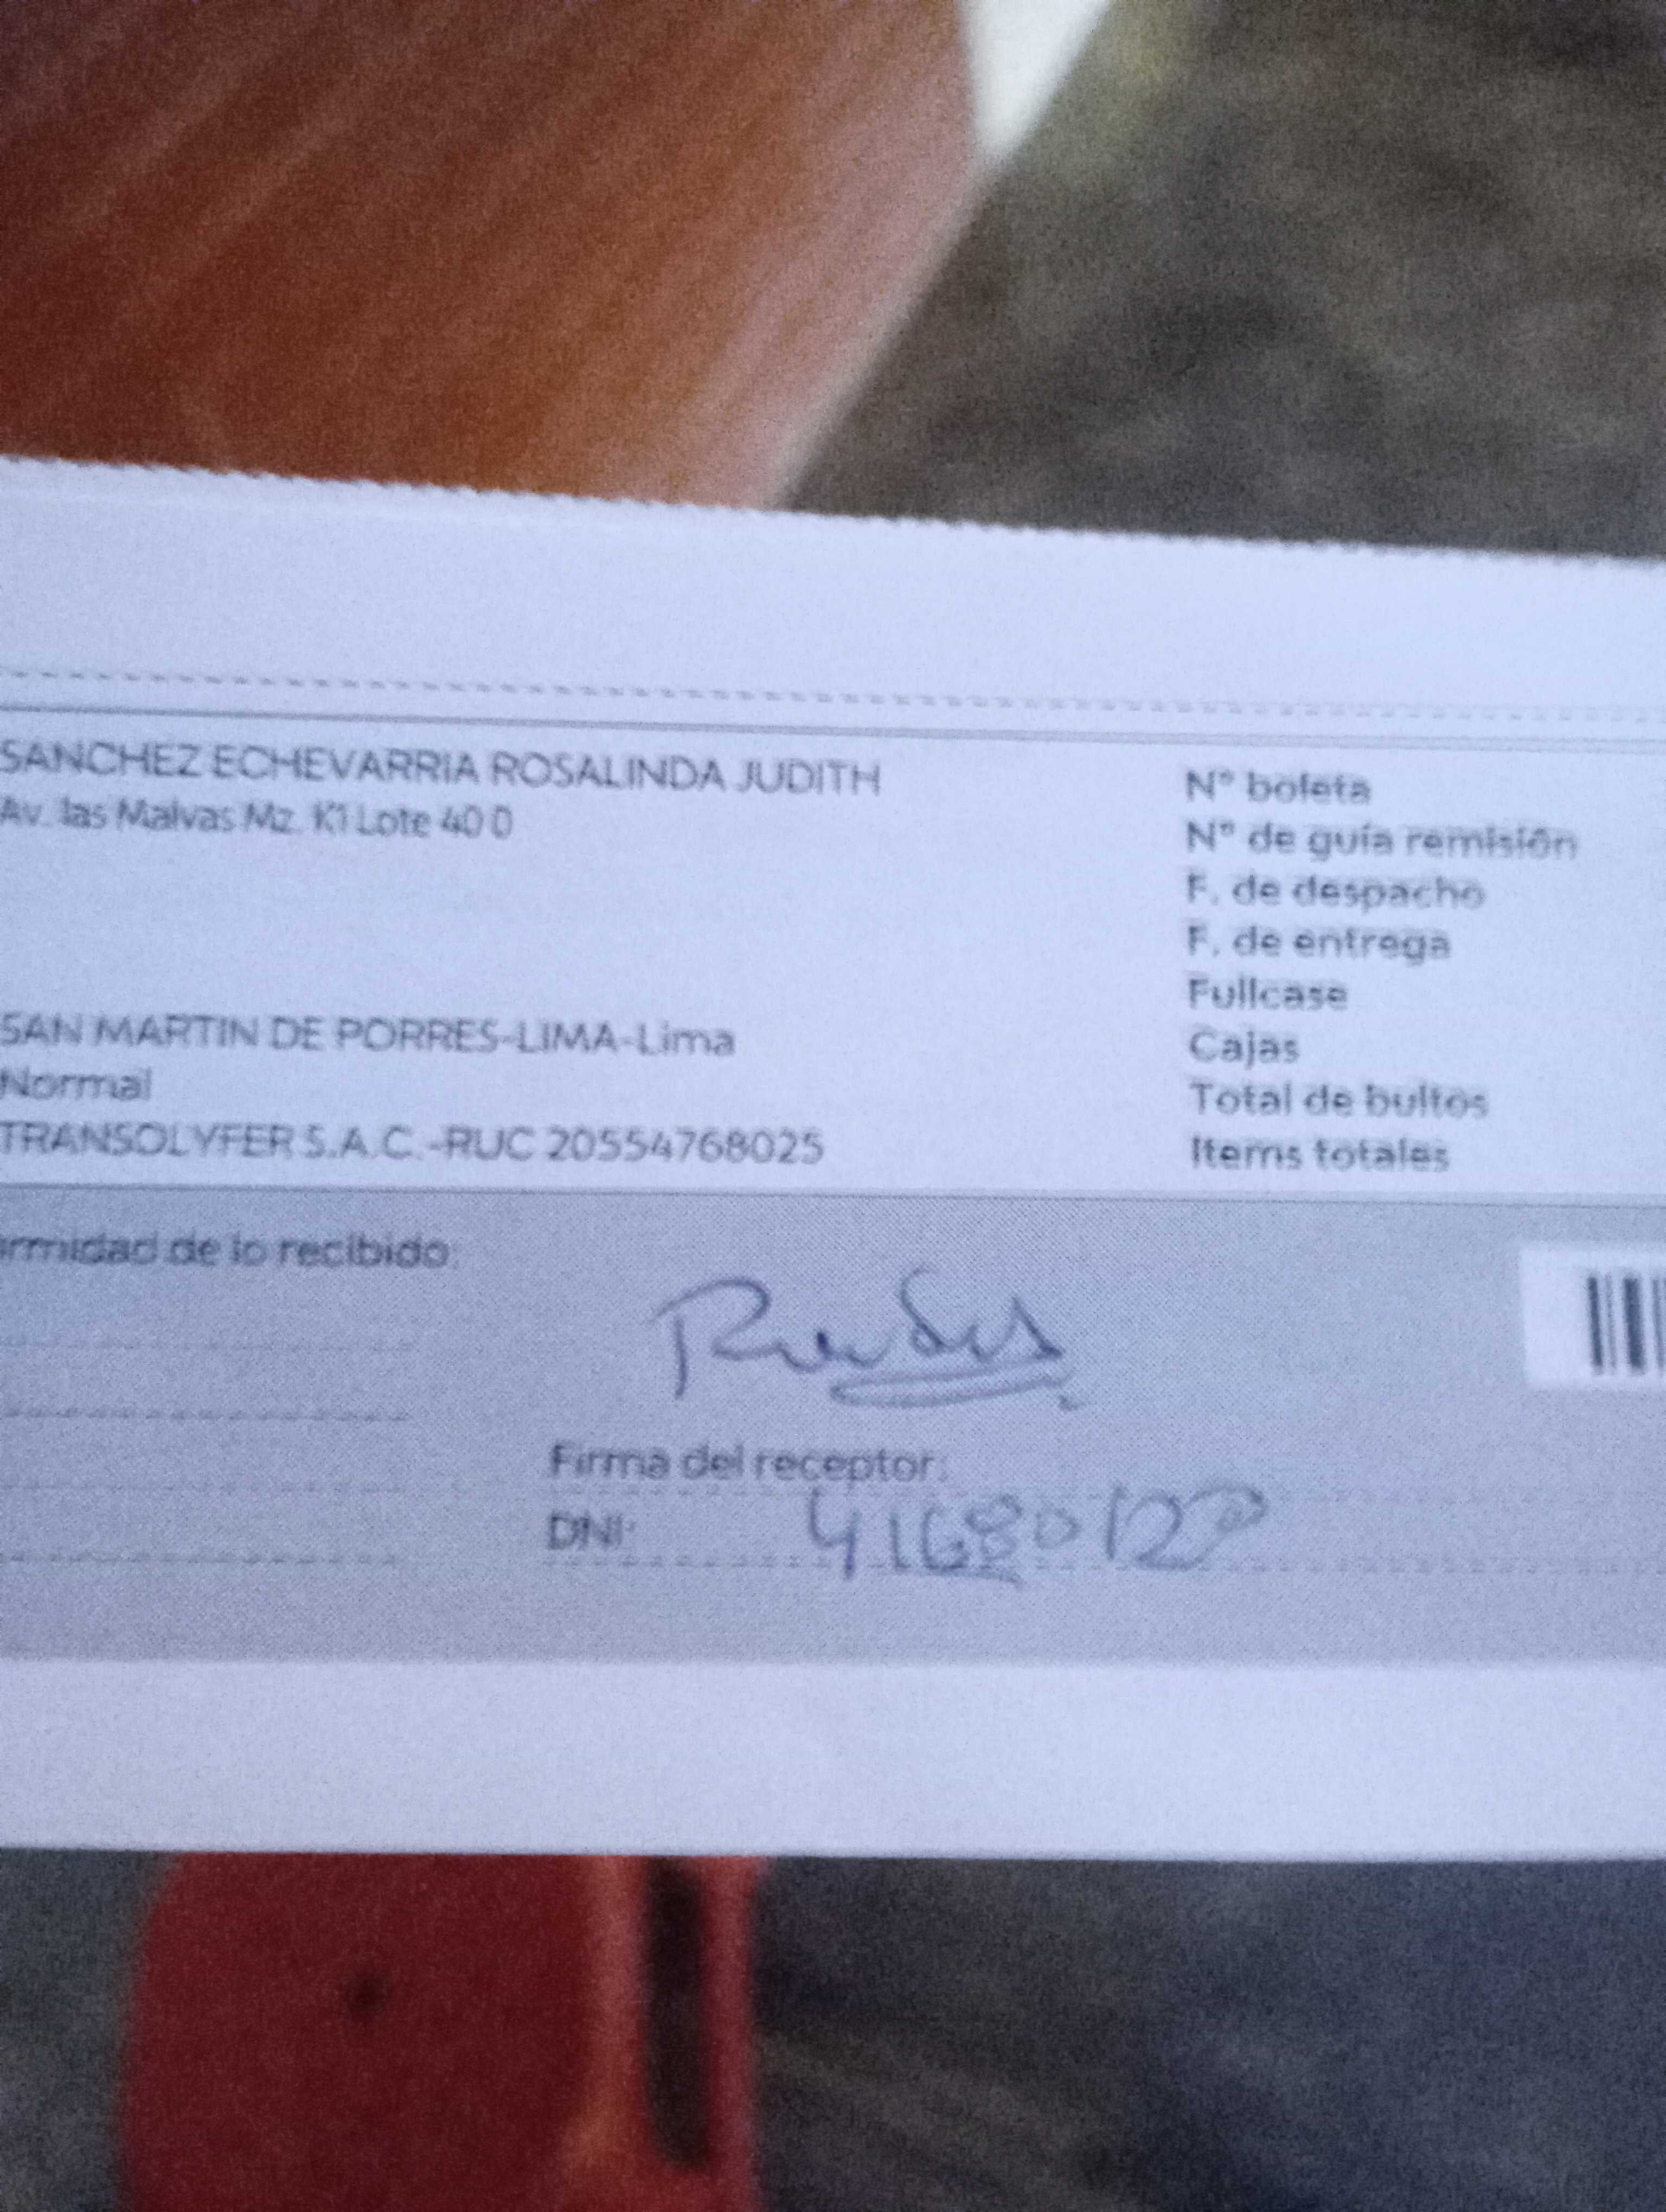 SANCHEZ ECHEVARRIA ROSALINDA JUDITH
Av. las Malvas Mz. K1 Lote 40 0
SAN MARTIN DE PORRES-LIMA-Lima
Normal
TRANSOLYFER S.A.C.-RUC 20554768025
N° boleta
N° de guía remisión
F. de despacho
F. de entrega
Fullcase
Cajas
Total de bultos
Items totales
ormidad de lo recibido:
Firma del receptor:
DNI: